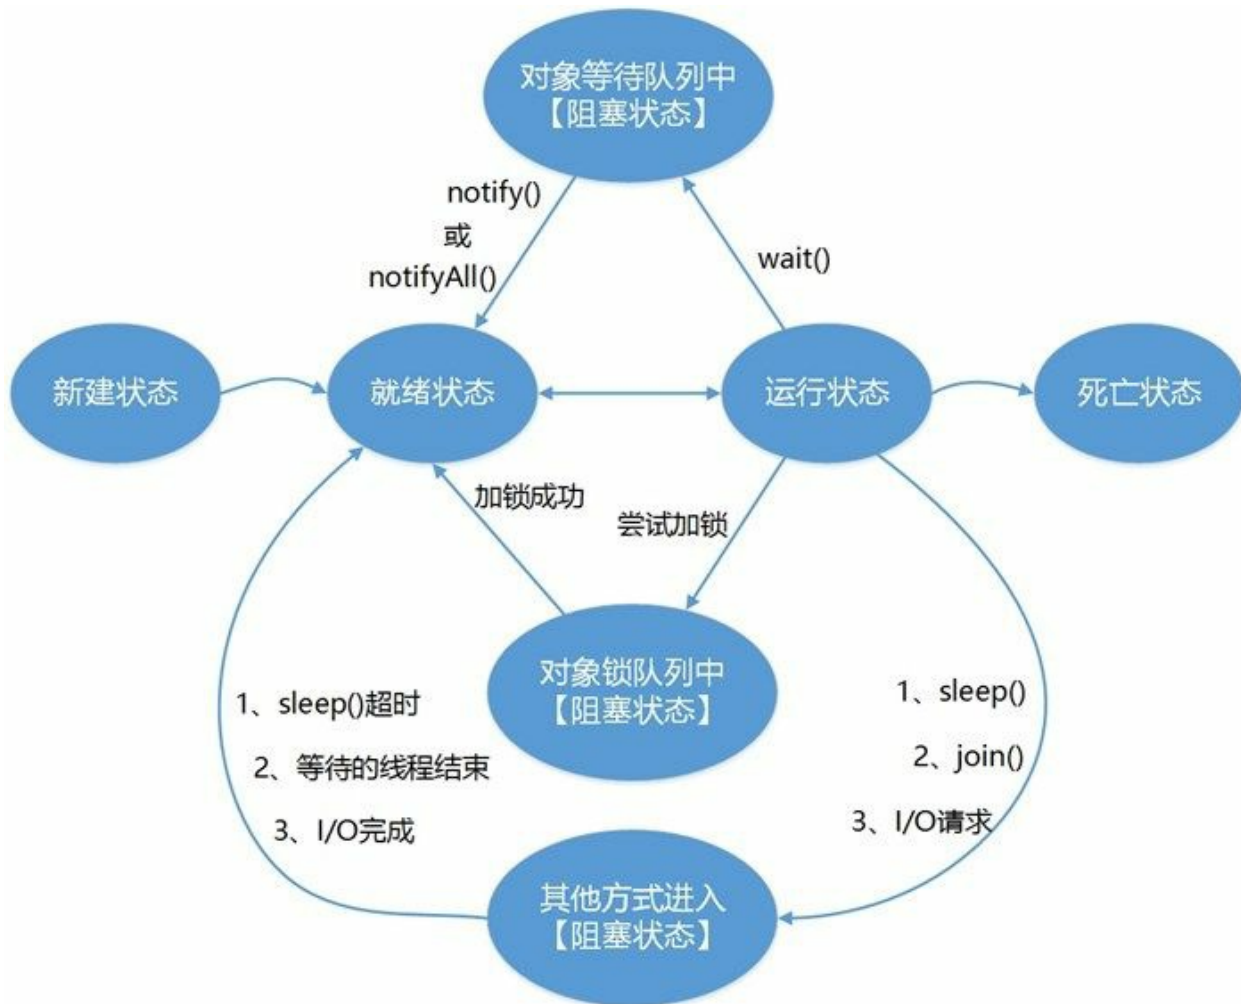 对象等待队列中
【阻塞状态】
notify()
或
notifyAll()
wait()
新建状态
就绪状态
运行状态
死亡状态
加锁成功
尝试加锁
对象锁队列中
【阻塞状态】
1、sleep()超时
2、等待的线程结束
3、I/O完成
1、sleep()
2、join()
3、I/O请求
其他方式进入
【阻塞状态】